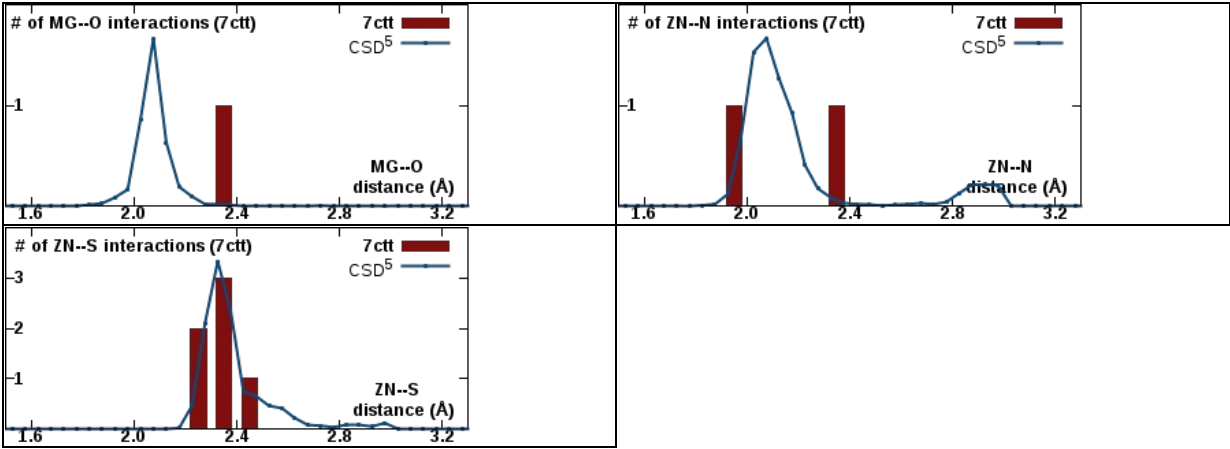 # of MG--O interactions (7ctt)
7ctt
CSD5
1
MG--O
distance (Å)
1.6 2.0 2.4 2.8 3.2
# of ZN--N interactions (7ctt)
7ctt
CSD5
1
ZN--N
distance (Å)
1.6 2.0 2.4 2.8 3.2
# of ZN--S interactions (7ctt)
7ctt
CSD5
3
2
1
ZN--S
distance (Å)
1.6 2.0 2.4 2.8 3.2